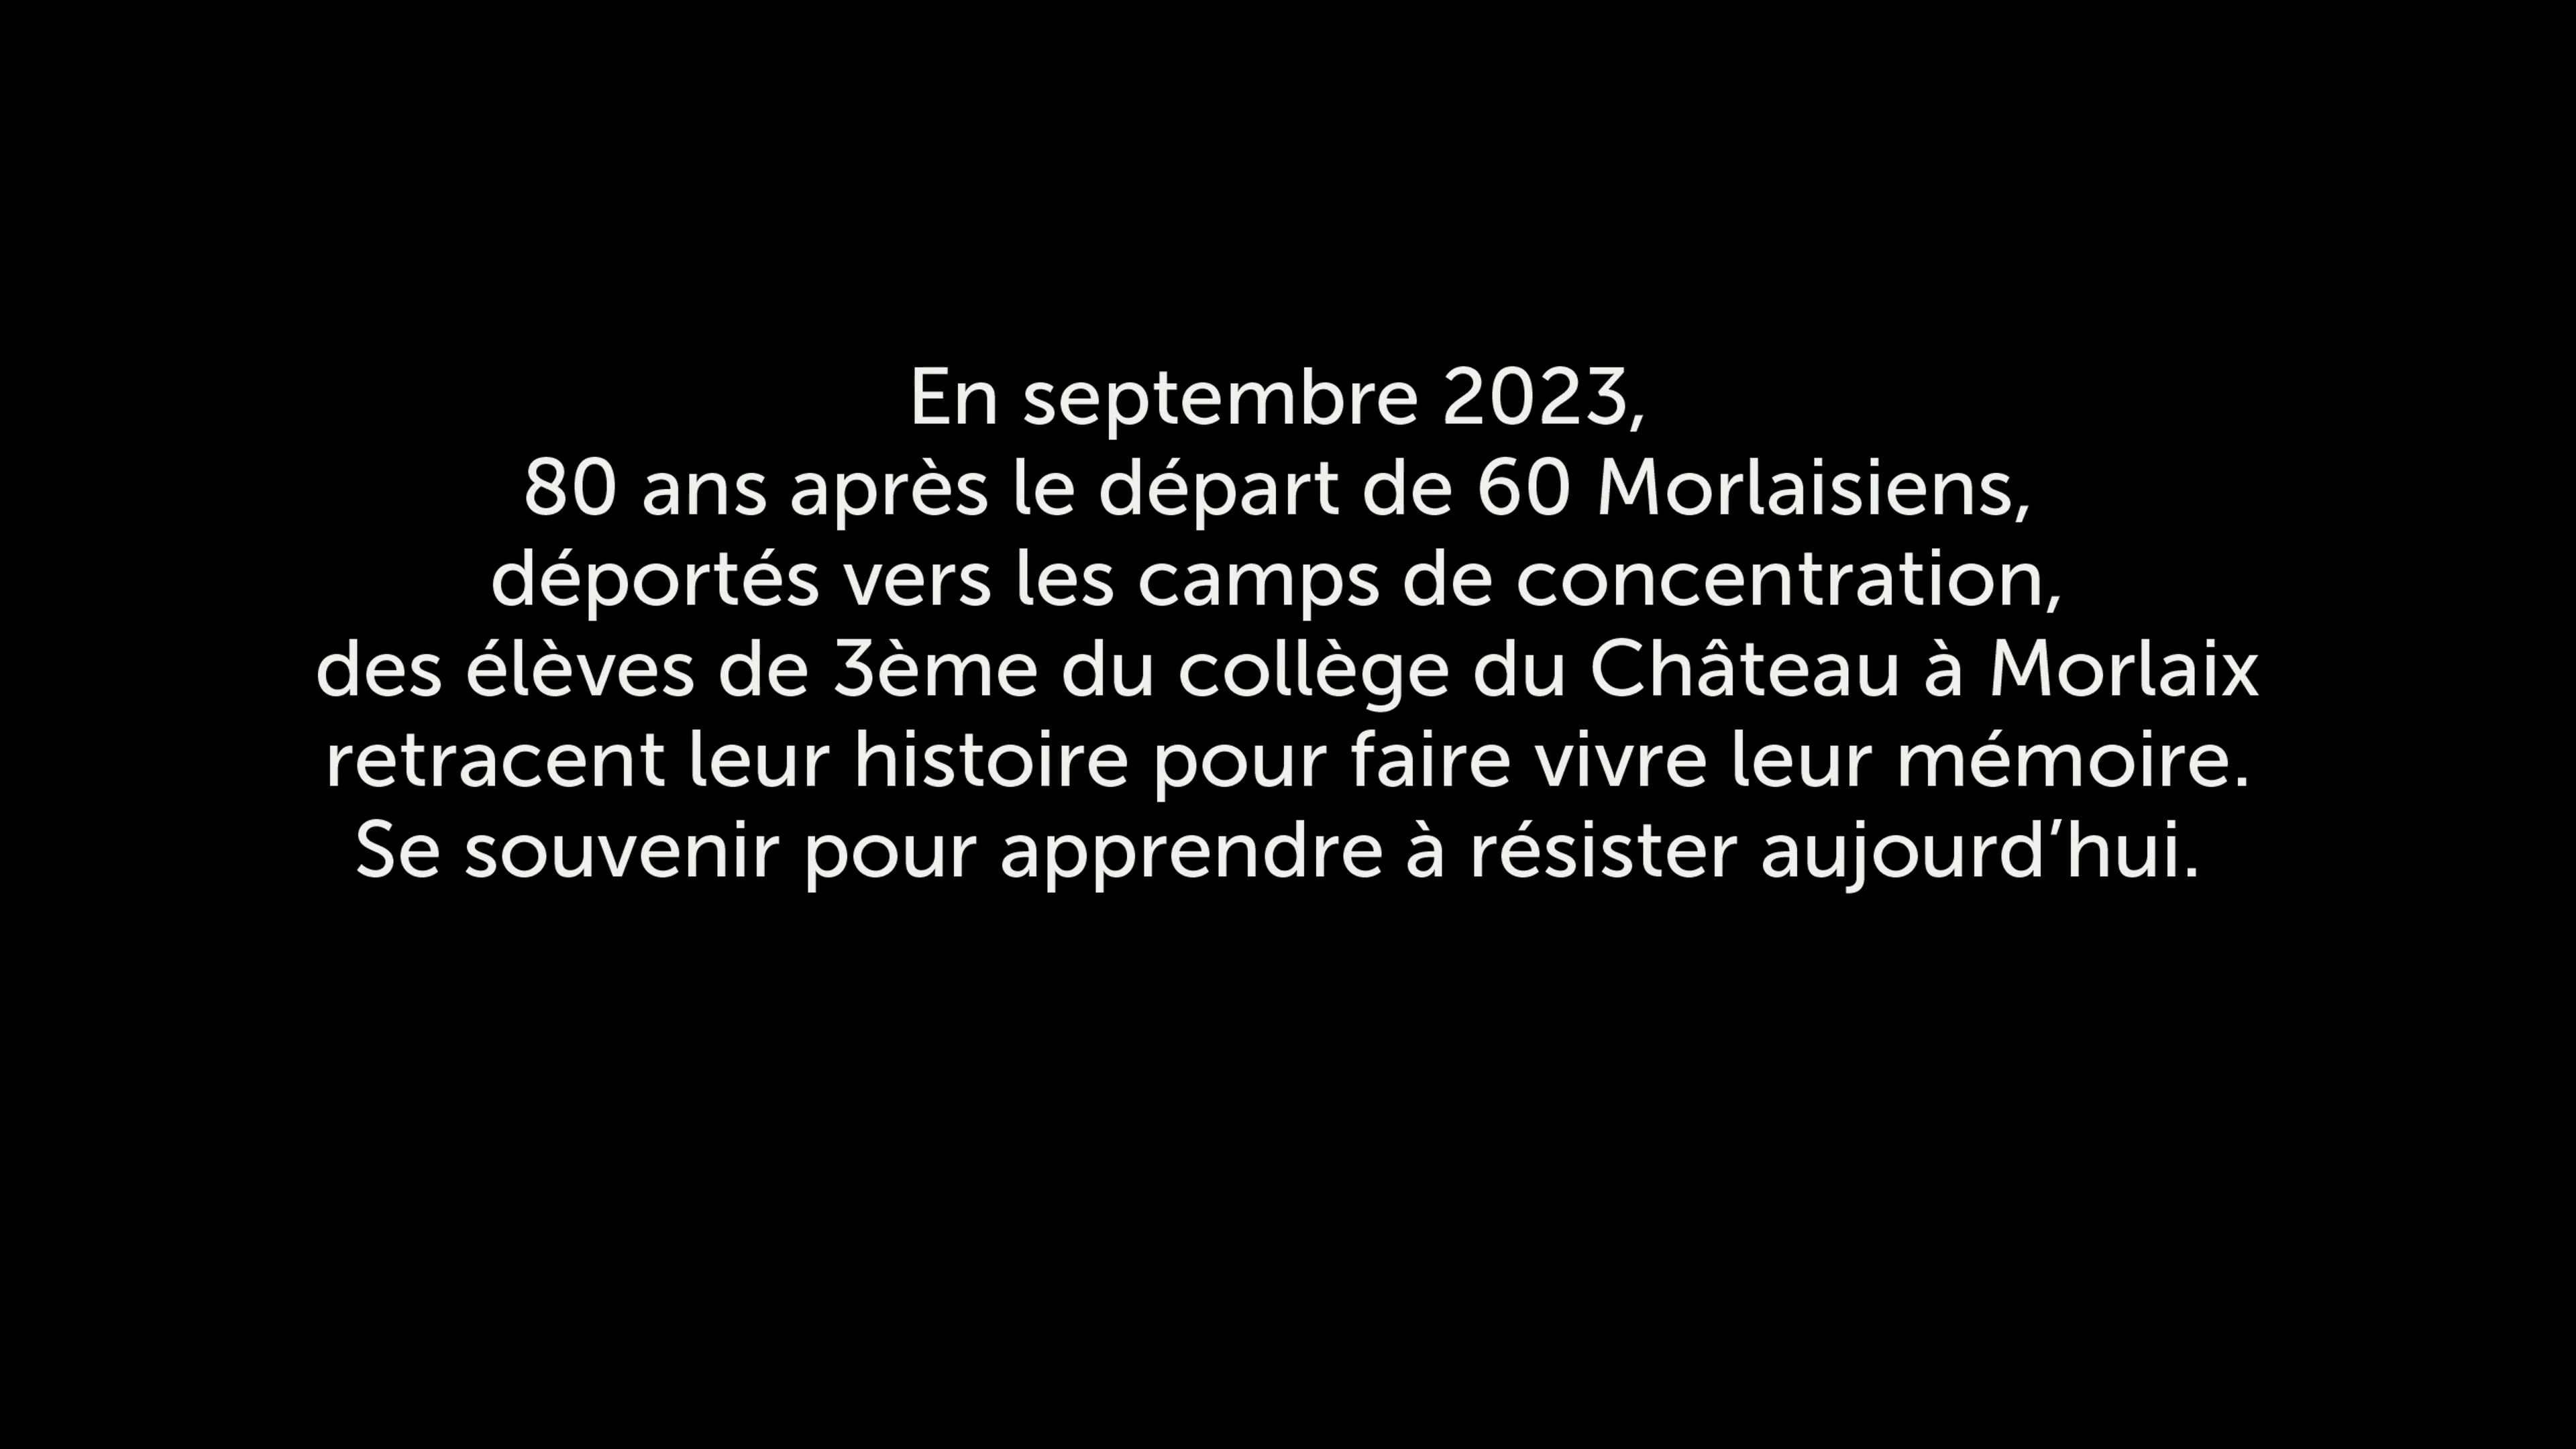 En septembre 2023,
80 ans après le départ de 60 Morlaisiens,
déportés vers les camps de concentration,
des élèves de 3ème du collège du Château à Morlaix
retracent leur histoire pour faire vivre leur mémoire.
Se souvenir pour apprendre à résister aujourd’hui.